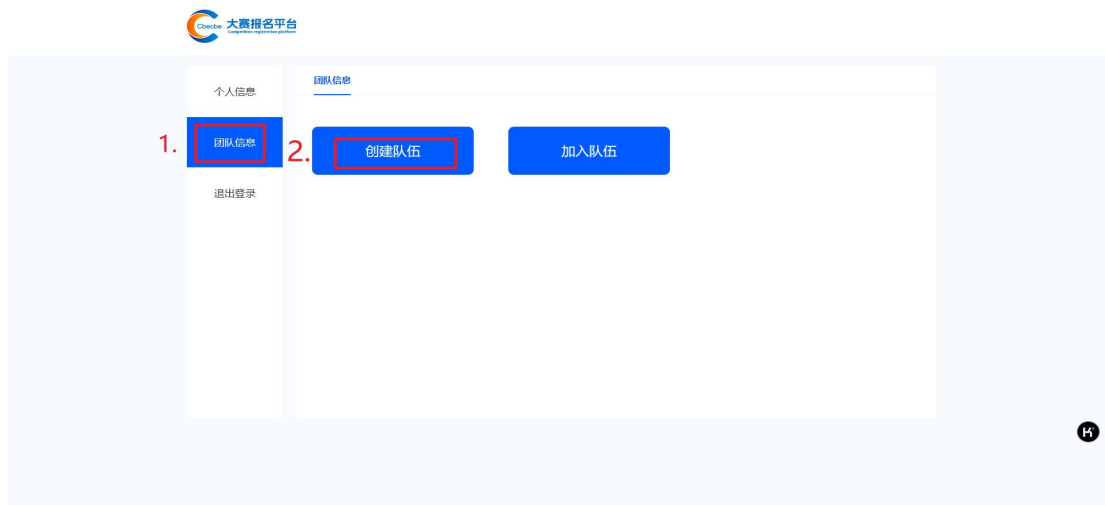 Cbecbe 大赛报名平台
Competition registration platform
个人信息
团队信息
1. 团队信息
2. 创建队伍
加入队伍
退出登录
K